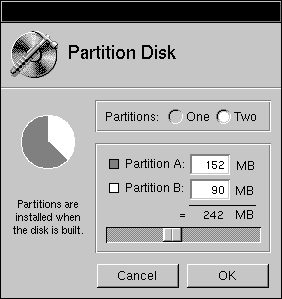 Partition Disk
Partitions: One Two
Partition A: 152 MB
Partition B: 90 MB
= 242 MB
Partitions are
installed when
the disk is built.
Cancel OK